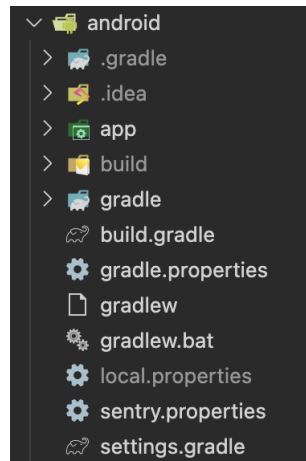 android
.gradle
.idea
app
build
gradle
build.gradle
gradle.properties
gradlew
gradlew.bat
local.properties
sentry.properties
settings.gradle